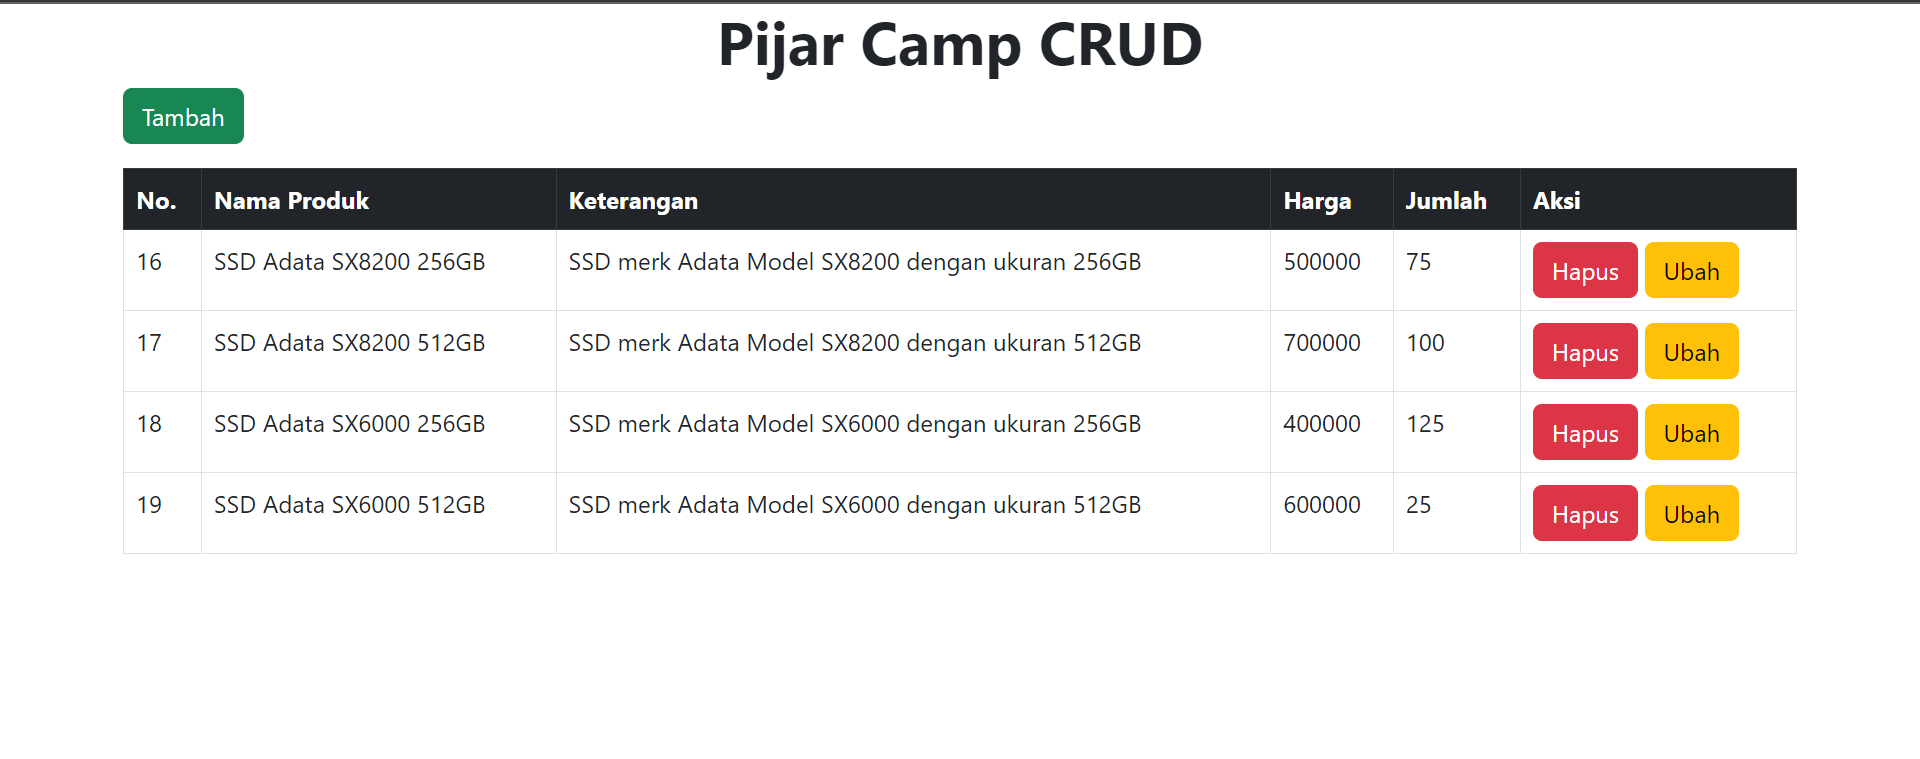 Pijar Camp CRUD
Tambah
No. Nama Produk Keterangan Harga Jumlah Aksi
16 SSD Adata SX8200 256GB SSD merk Adata Model SX8200 dengan ukuran 256GB 500000 75 Hapus Ubah
17 SSD Adata SX8200 512GB SSD merk Adata Model SX8200 dengan ukuran 512GB 700000 100 Hapus Ubah
18 SSD Adata SX6000 256GB SSD merk Adata Model SX6000 dengan ukuran 256GB 400000 125 Hapus Ubah
19 SSD Adata SX6000 512GB SSD merk Adata Model SX6000 dengan ukuran 512GB 600000 25 Hapus Ubah